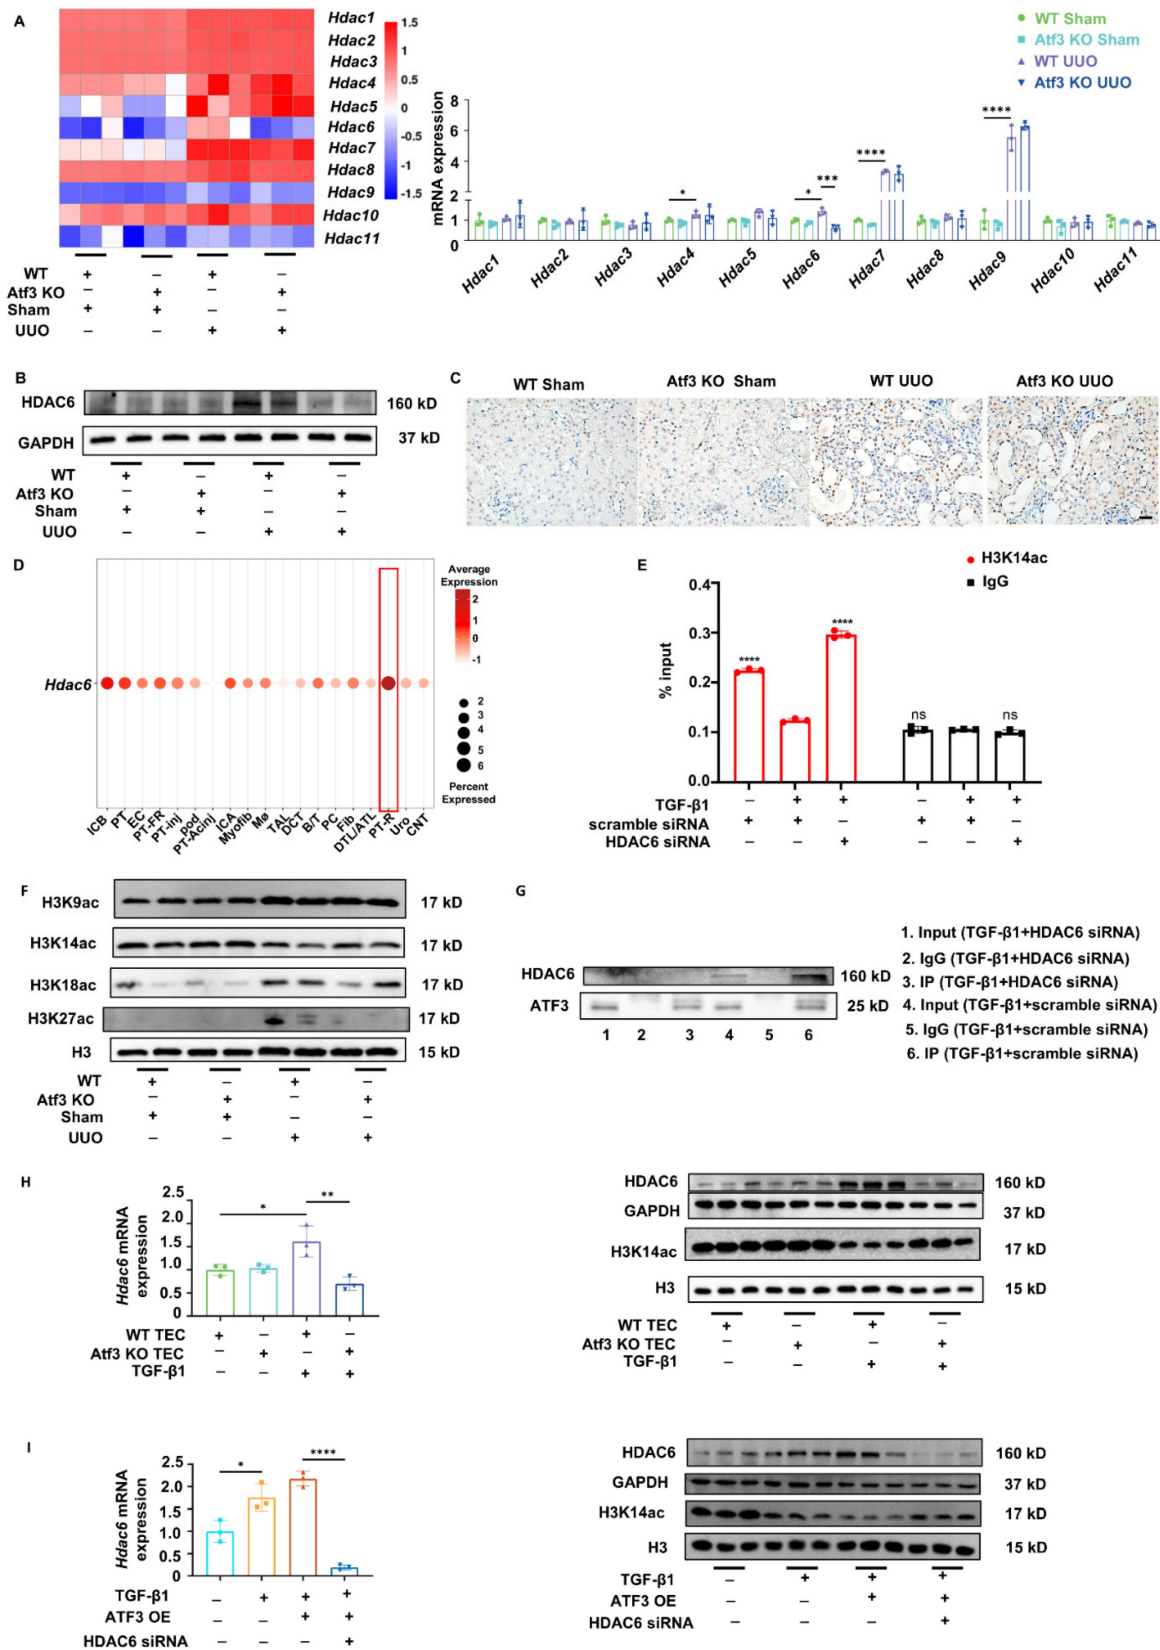 A
Hdac1
Hdac2
Hdac3
Hdac4
Hdac5
Hdac6
Hdac7
Hdac8
Hdac9
Hdac10
Hdac11
1.5
1
0.5
0
-0.5
-1
-1.5
WT + – + –
Atf3 KO – + – +
Sham + + – –
UUO – – + +
WT Sham
Atf3 KO Sham
WT UUO
Atf3 KO UUO
mRNA expression
8
6
4
2
2
1
0
* * *** **** ****
Hdac1 Hdac2 Hdac3 Hdac4 Hdac5 Hdac6 Hdac7 Hdac8 Hdac9 Hdac10 Hdac11
B
HDAC6 160 kD
GAPDH 37 kD
WT + – + –
Atf3 KO – + – +
Sham + + – –
UUO – – + +
C
WT Sham Atf3 KO Sham WT UUO Atf3 KO UUO
D
Hdac6
ICB PT EC PT-FR PT-inj Pod PT-Acinj ICA Myofib Mø TAL DCT B/T PC Fib DTL/ATL PT-R Uro CNT
Average
Expression
2
1
0
-1
2
3
4
5
6
Percent
Expressed
E
H3K14ac
IgG
% input
0.4
0.3
0.2
0.1
0.0
**** **** ns ns
TGF-β1 – + + – + +
scramble siRNA + + – + + –
HDAC6 siRNA – – + – – +
F
H3K9ac 17 kD
H3K14ac 17 kD
H3K18ac 17 kD
H3K27ac 17 kD
H3 15 kD
WT + – + –
Atf3 KO – + – +
Sham + + – –
UUO – – + +
G
HDAC6 160 kD
ATF3 25 kD
1 2 3 4 5 6
1. Input (TGF-β1+HDAC6 siRNA)
2. IgG (TGF-β1+HDAC6 siRNA)
3. IP (TGF-β1+HDAC6 siRNA)
4. Input (TGF-β1+scramble siRNA)
5. IgG (TGF-β1+scramble siRNA)
6. IP (TGF-β1+scramble siRNA)
H
Hdac6 mRNA
expression
2.5
2.0
1.5
1.0
0.5
0
* **
WT TEC + – + –
Atf3 KO TEC – + – +
TGF-β1 – – + +
HDAC6 160 kD
GAPDH 37 kD
H3K14ac 17 kD
H3 15 kD
WT TEC + – + –
Atf3 KO TEC – + – +
TGF-β1 – – + +
I
Hdac6 mRNA
expression
2.5
2.0
1.5
1.0
0.5
0
* ****
TGF-β1 – + + +
ATF3 OE – – + +
HDAC6 siRNA – – – +
HDAC6 160 kD
GAPDH 37 kD
H3K14ac 17 kD
H3 15 kD
TGF-β1 – + + +
ATF3 OE – – + +
HDAC6 siRNA – – – +